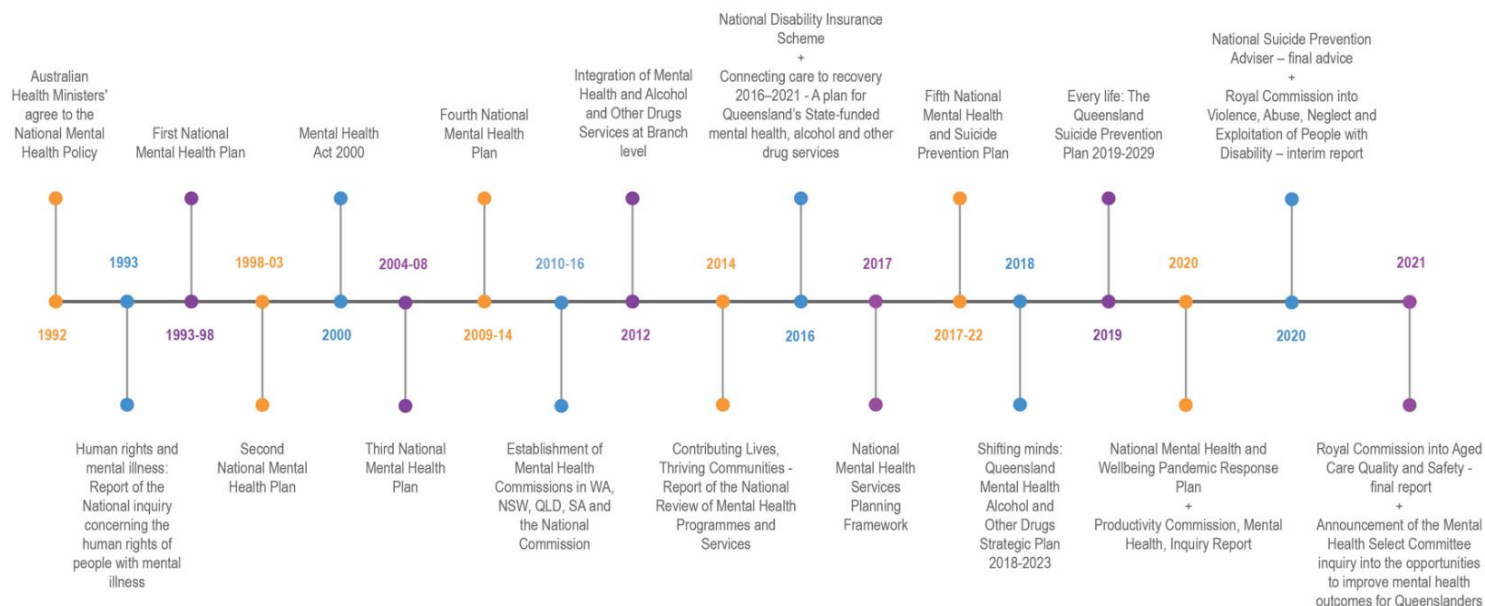 Australian
Health Ministers'
agree to the
National Mental
Health Policy
First National
Mental Health Plan
Mental Health
Act 2000
Fourth National
Mental Health
Plan
Integration of Mental
Health and Alcohol
and Other Drugs
Services at Branch
level
National Disability Insurance
Scheme
+
Connecting care to recovery
2016–2021 - A plan for
Queensland's State-funded
mental health, alcohol and other
drug services
Fifth National
Mental Health
and Suicide
Prevention Plan
Every life: The
Queensland
Suicide Prevention
Plan 2019-2029
National Suicide Prevention
Adviser – final advice
+
Royal Commission into
Violence, Abuse, Neglect and
Exploitation of People with
Disability – interim report
1993
1998-03
2004-08
2010-16
2014
2017
2018
2020
2021
1992
1993-98
2000
2009-14
2012
2016
2017-22
2019
2020
Human rights and
mental illness:
Report of the
National inquiry
concerning the
human rights of
people with mental
illness
Second
National Mental
Health Plan
Third National
Mental Health
Plan
Establishment of
Mental Health
Commissions in WA,
NSW, QLD, SA and
the National
Commission
Contributing Lives,
Thriving Communities -
Report of the National
Review of Mental Health
Programmes and
Services
National
Mental Health
Services
Planning
Framework
Shifting minds:
Queensland
Mental Health
Alcohol and
Other Drugs
Strategic Plan
2018-2023
National Mental Health and
Wellbeing Pandemic Response
Plan
+
Productivity Commission, Mental
Health, Inquiry Report
Royal Commission into Aged
Care Quality and Safety -
final report
+
Announcement of the Mental
Health Select Committee
inquiry into the opportunities
to improve mental health
outcomes for Queenslanders